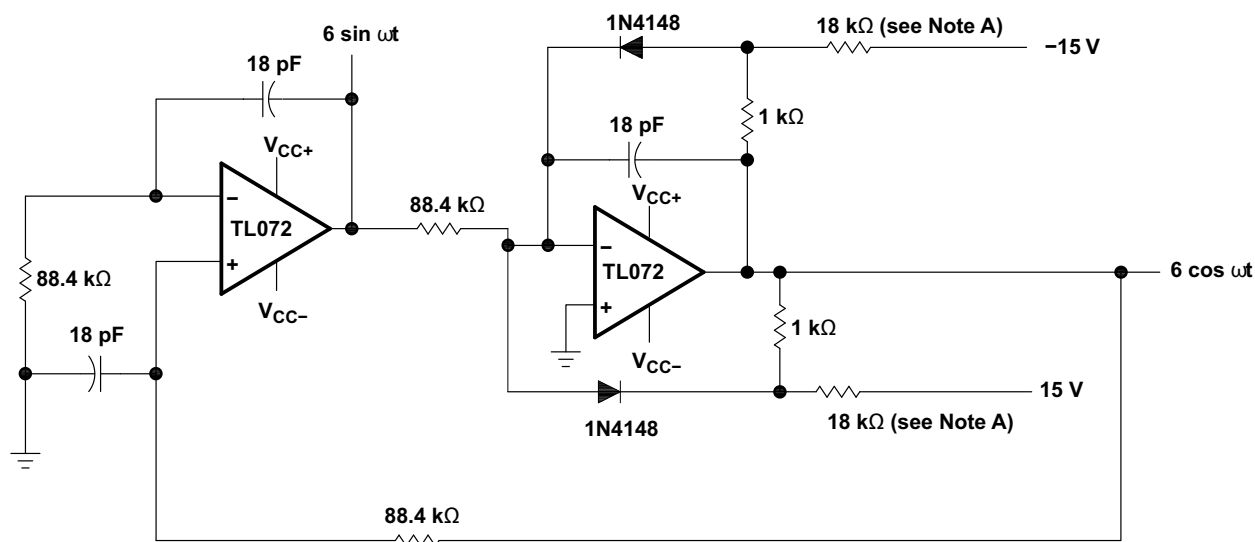 1N4148
18 kΩ (see Note A)
−15 V
6 sin ωt
18 pF
1 kΩ
18 pF
VCC+
−
TL072
+
VCC−
88.4 kΩ
88.4 kΩ
18 pF
VCC+
−
TL072
+
VCC−
6 cos ωt
1 kΩ
15 V
1N4148
18 kΩ (see Note A)
88.4 kΩ